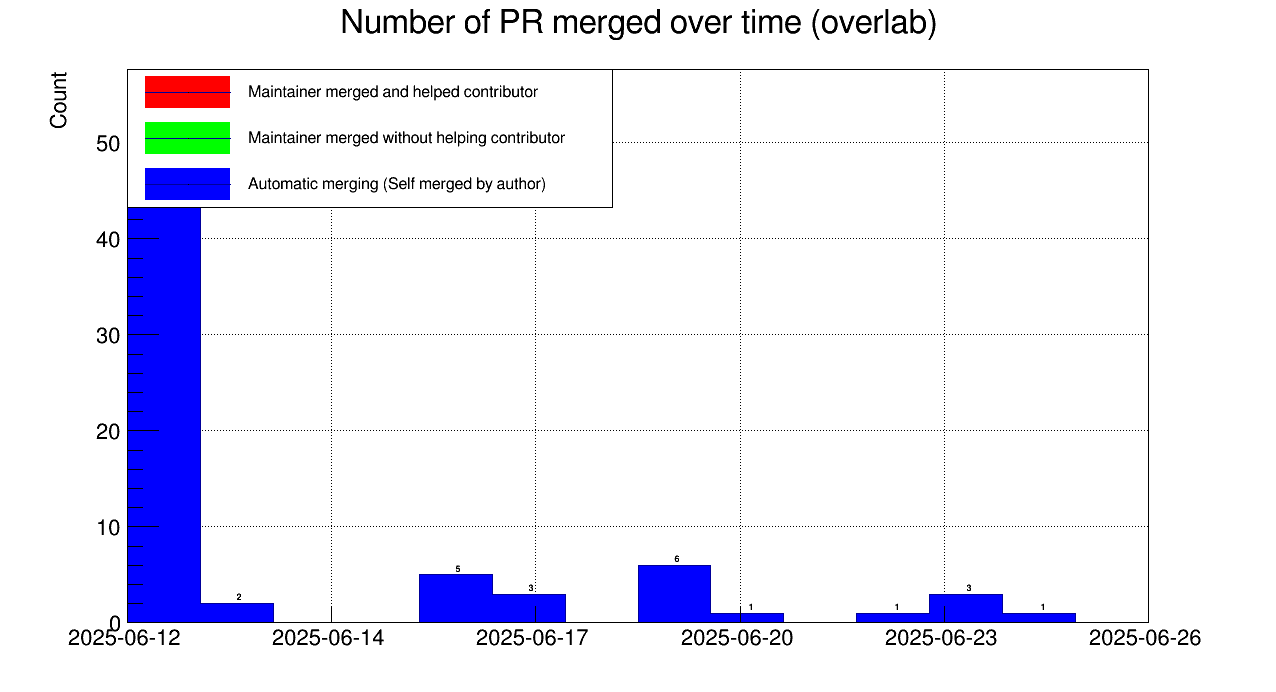 Number of PR merged over time (overlab)
Count
Maintainer merged and helped contributor
Maintainer merged without helping contributor
Automatic merging (Self merged by author)
50
40
30
20
10
0
2
5
3
6
1
1
3
1
2025-06-12 2025-06-14 2025-06-17 2025-06-20 2025-06-23 2025-06-26